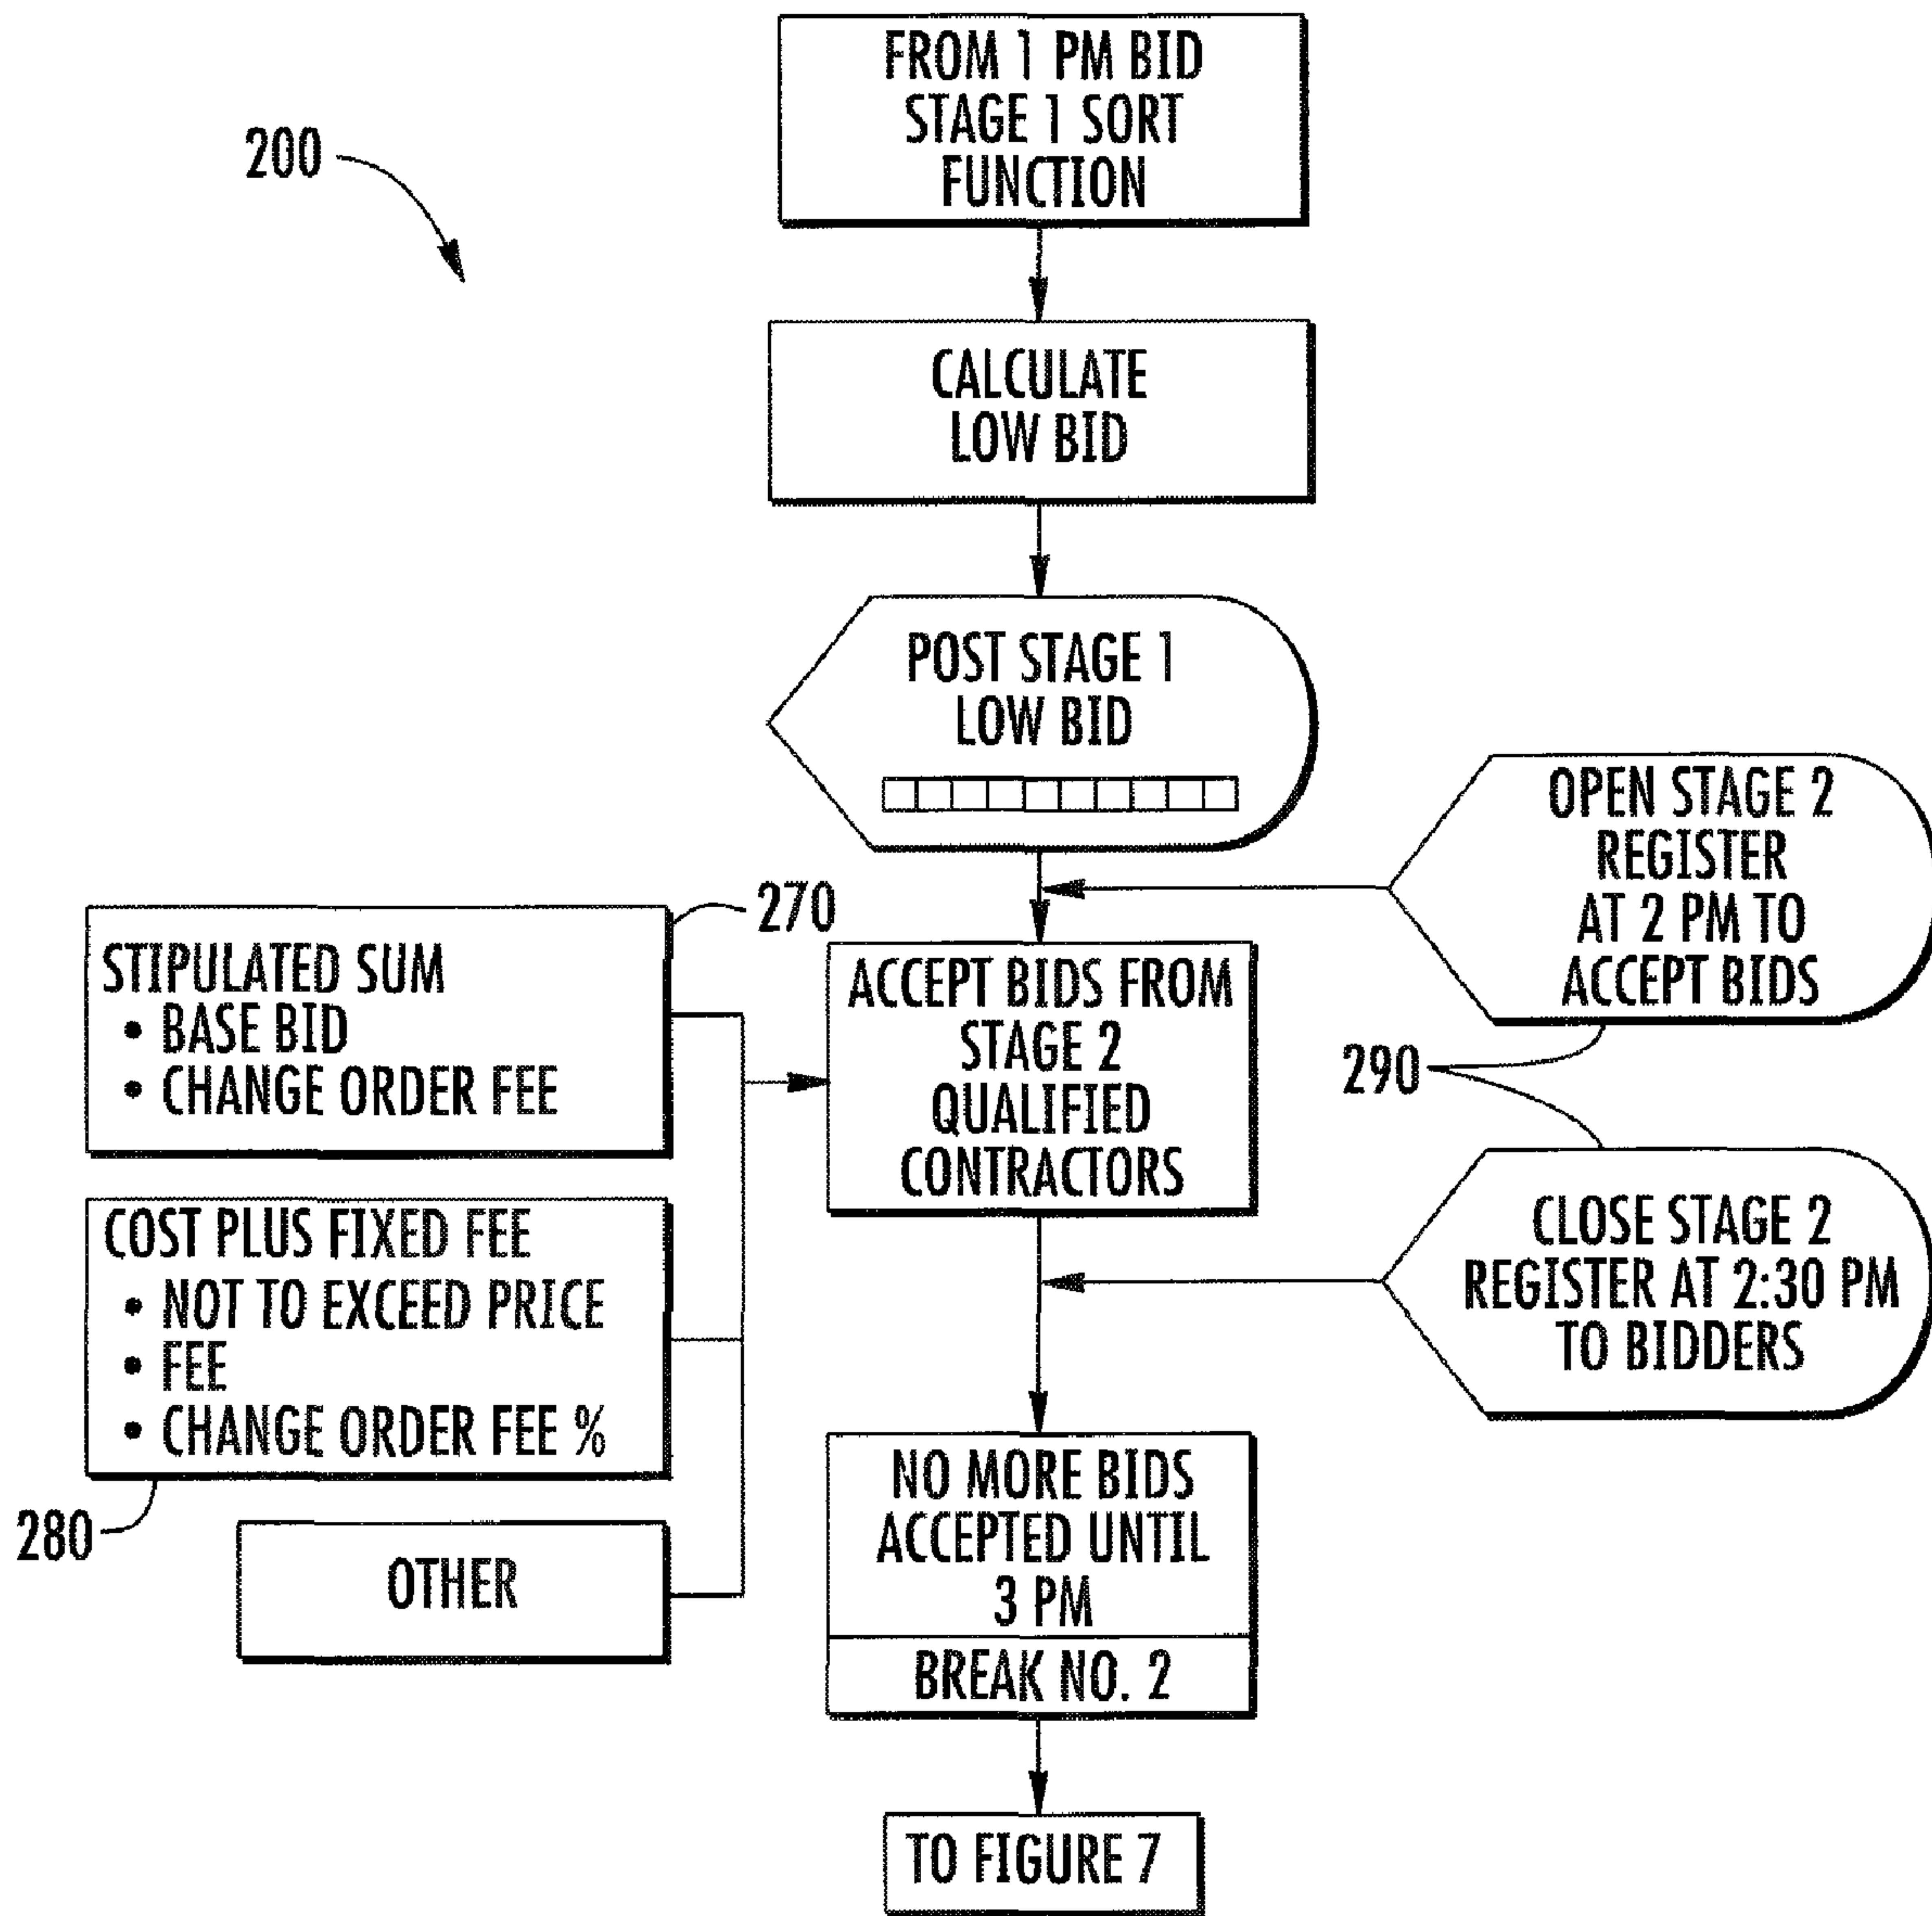 FROM 1 PM BID
STAGE 1 SORT
FUNCTION
200
CALCULATE
LOW BID
POST STAGE 1
LOW BID
OPEN STAGE 2
REGISTER
AT 2 PM TO
ACCEPT BIDS
270
STIPULATED SUM
• BASE BID
• CHANGE ORDER FEE
ACCEPT BIDS FROM
STAGE 2
QUALIFIED
CONTRACTORS
290
COST PLUS FIXED FEE
• NOT TO EXCEED PRICE
• FEE
• CHANGE ORDER FEE %
280
CLOSE STAGE 2
REGISTER AT 2:30 PM
TO BIDDERS
OTHER
NO MORE BIDS
ACCEPTED UNTIL
3 PM
BREAK NO. 2
TO FIGURE 7